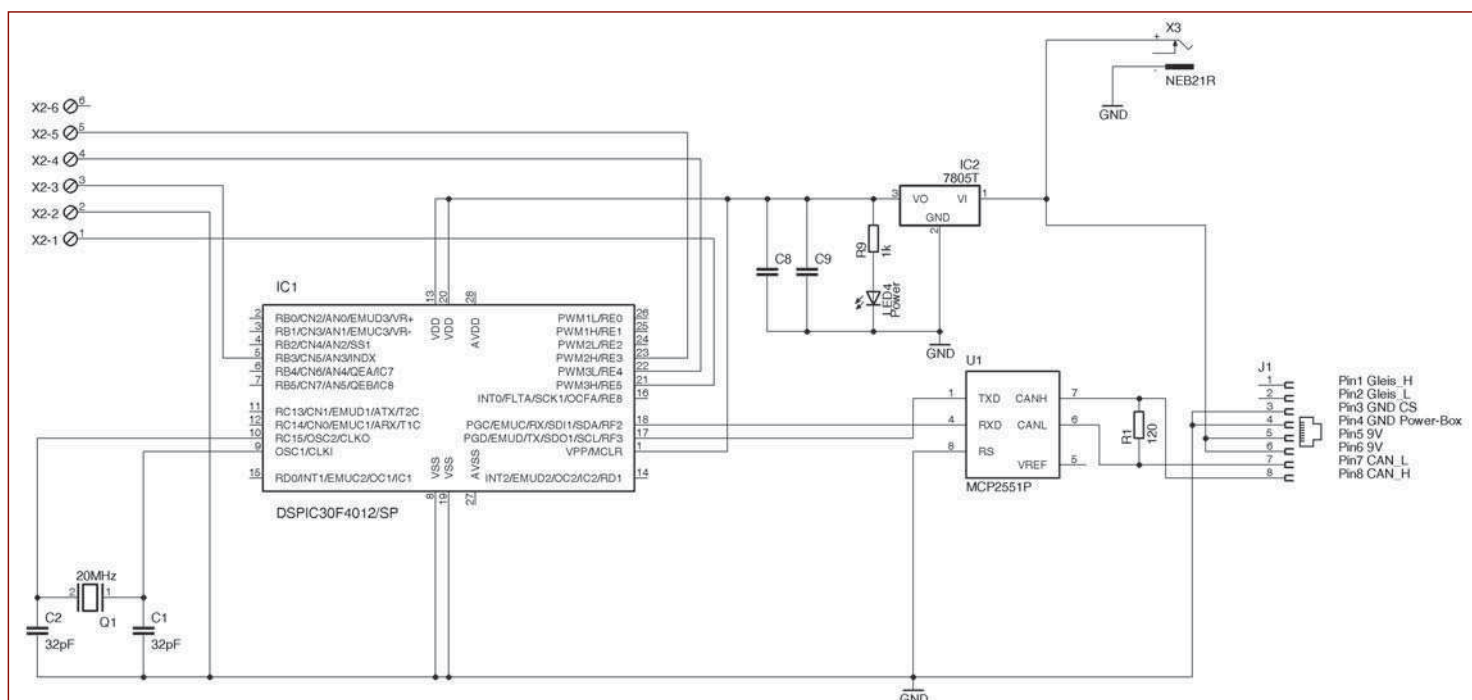 X3
+
-
NEB21R
GND
X2-6 6
X2-5 5
X2-4 4
X2-3 3
X2-2 2
X2-1 1
IC2
7805T
3 VO VI 1
GND
2
C8
C9
R9
1k
LED4
Power
GND
IC1
13 20 28
VDD VDD AVDD
2 RB0/CN2/AN0/EMUD3/VR+
3 RB1/CN3/AN1/EMUC3/VR-
4 RB2/CN4/AN2/SS1
5 RB3/CN5/AN3/INDX
6 RB4/CN6/AN4/QEA/IC7
7 RB5/CN7/AN5/QEB/IC8
11 RC13/CN1/EMUD1/ATX/T2C
12 RC14/CN0/EMUC1/ARX/T1C
10 RC15/OSC2/CLKO
9 OSC1/CLKI
15 RD0/INT1/EMUC2/OC1/IC1
PWM1L/RE0 26
PWM1H/RE1 25
PWM2L/RE2 24
PWM2H/RE3 23
PWM3L/RE4 22
PWM3H/RE5 21
INT0/FLTA/SCK1/OCFA/RE8 16
PGC/EMUC/RX/SDI1/SDA/RF2 18
PGD/EMUD/TX/SDO1/SCL/RF3 17
VPP/MCLR 1
INT2/EMUD2/OC2/IC2/RD1 14
VSS VSS AVSS
8 19 27
DSPIC30F4012/SP
U1
1 TXD CANH 7
4 RXD CANL 6
8 RS
VREF 5
MCP2551P
R1
120
J1
1 Pin1 Gleis_H
2 Pin2 Gleis_L
3 Pin3 GND CS
4 Pin4 GND Power-Box
5 Pin5 9V
6 Pin6 9V
7 Pin7 CAN_L
8 Pin8 CAN_H
20MHz
2 1
Q1
C2
32pF
C1
32pF
GND